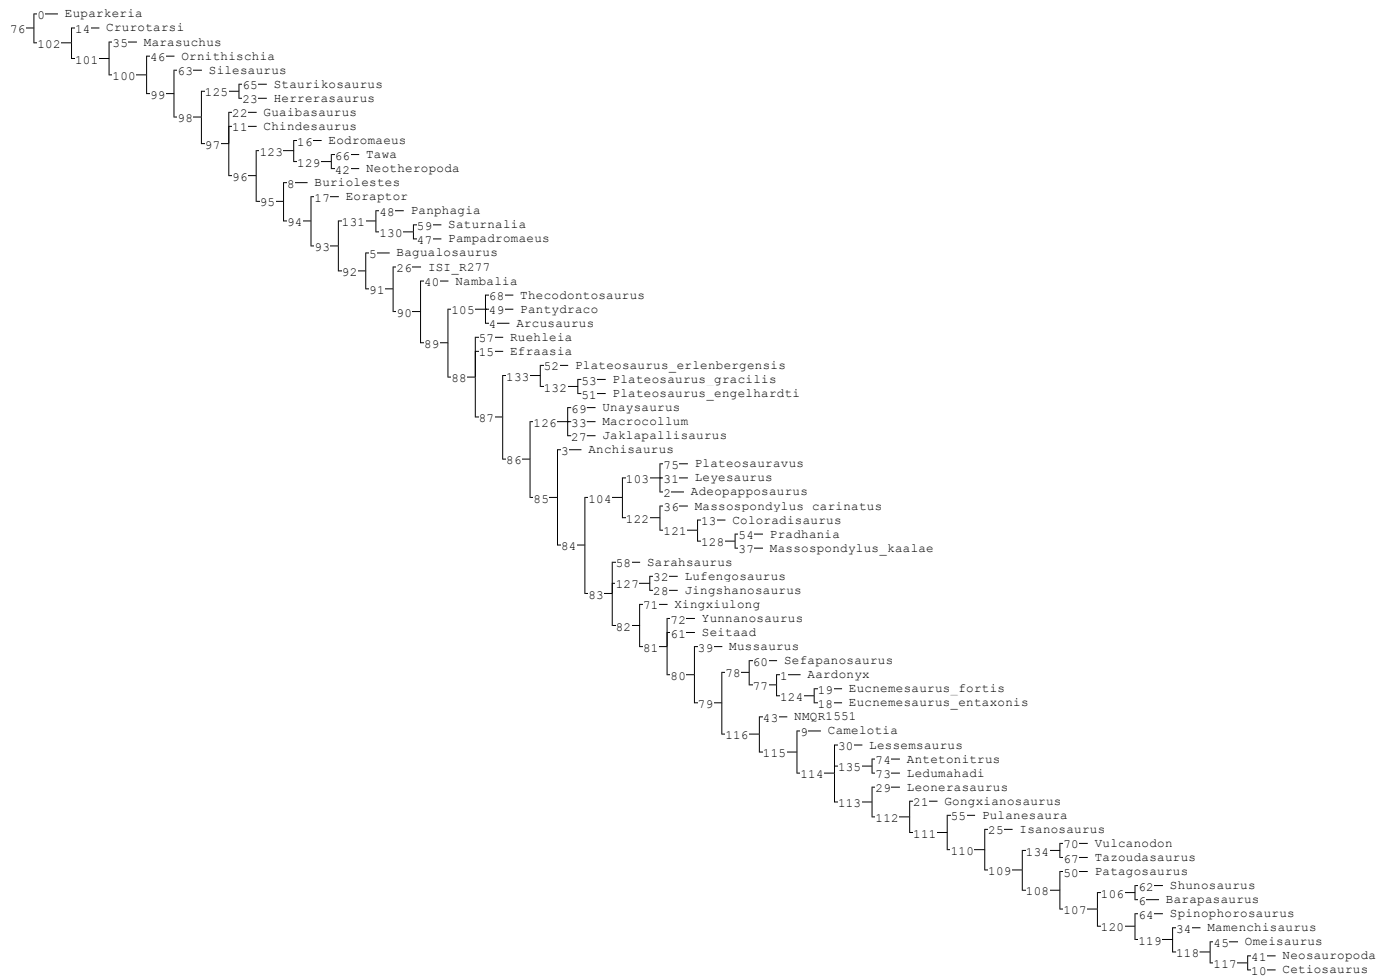 0 Euparkeria
76
14 Crurotarsi
102
35 Marasuchus
101
46 Ornithischia
100
63 Silesaurus
65 Staurikosaurus
125
99
23 Herrerasaurus
22 Guaibasaurus
98
11 Chindesaurus
16 Eodromaeus
97
123
66 Tawa
129
42 Neotheropoda
96
8 Buriolestes
17 Eoraptor
95
48 Panphagia
94
131
59 Saturnalia
130
47 Pampadromaeus
93
5 Bagualosaurus
26 ISI_R277
92
40 Nambalia
91
68 Thecodontosaurus
90
105
49 Pantydraco
4 Arcusaurus
57 Ruehleia
89
15 Efraasia
52 Plateosaurus_erlenbergensis
88
133
53 Plateosaurus_gracilis
132
51 Plateosaurus_engelhardti
69 Unaysaurus
87
126
33 Macrocollum
27 Jaklapallisaurus
3 Anchisaurus
86
75 Plateosauravus
103
31 Leyesaurus
2 Adeopapposaurus
85
104
36 Massospondylus carinatus
122
13 Coloradisaurus
121
54 Pradhania
128
37 Massospondylus_kaalae
84
58 Sarahsaurus
32 Lufengosaurus
127
28 Jingshanosaurus
83
71 Xingxiulong
72 Yunnanosaurus
82
61 Seitaad
39 Mussaurus
81
60 Sefapanosaurus
78
1 Aardonyx
80
77
19 Eucnemesaurus_fortis
124
18 Eucnemesaurus_entaxonis
79
43 NMQR1551
9 Camelotia
116
30 Lessemsaurus
115
74 Antetonitrus
135
73 Ledumahadi
114
29 Leonerasaurus
21 Gongxianosaurus
113
55 Pulanesaura
112
25 Isanosaurus
111
70 Vulcanodon
110
134
67 Tazoudasaurus
50 Patagosaurus
109
62 Shunosaurus
108
106
6 Barapasaurus
107
64 Spinophorosaurus
120
34 Mamenchisaurus
119
45 Omeisaurus
118
41 Neosauropoda
117
10 Cetiosaurus